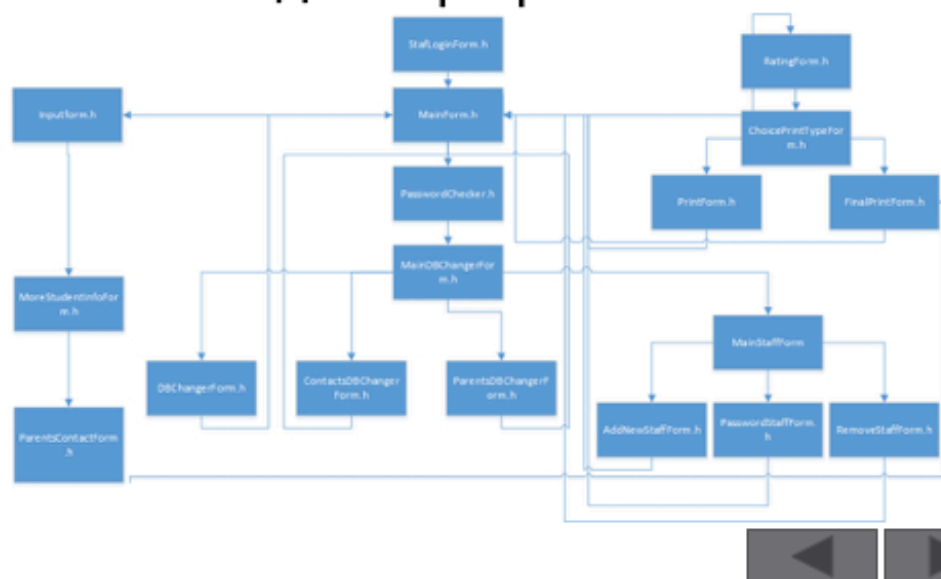 StafLoginForm.h
RatingForm.h
Inputform.h
MainForm.h
ChoicePrintTypeFor
m.h
PasswordChecker.h
PrintForm.h
FinalPrintForm.h
MainDBChangerFor
m.h
MoreStudentInfoFor
m.h
MainStaffForm
DBChangerForm.h
ContactsDBChanger
Form.h
ParentsDBChangerF
orm.h
ParentsContactForm
.h
AddNewStaffForm.h
PasswordStaffForm.
h
RemoveStaffForm.h